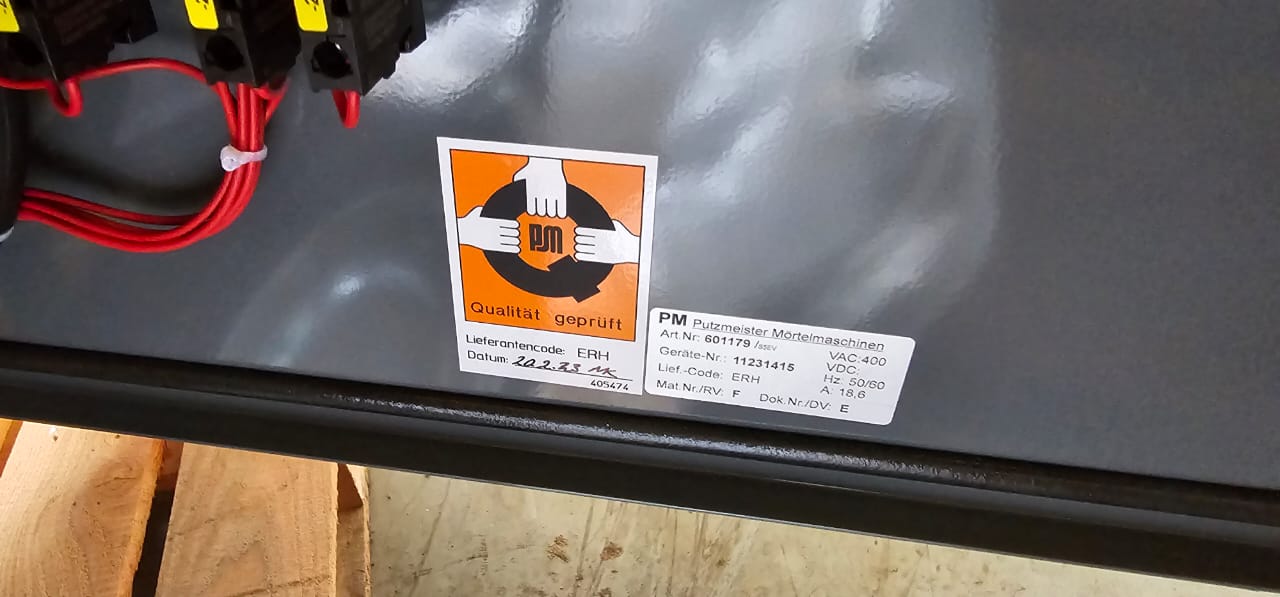 PM
Qualität geprüft
Lieferantencode: ERH
Datum: 20.2.23
405474
PM Putzmeister Mörtelmaschinen
Art.Nr: 601179 /SSEV VAC:400
Geräte-Nr.: 11231415 VDC:
Lief.-Code: ERH Hz: 50/60
Mat.Nr./RV: F A: 18,6
Dok.Nr./DV: E